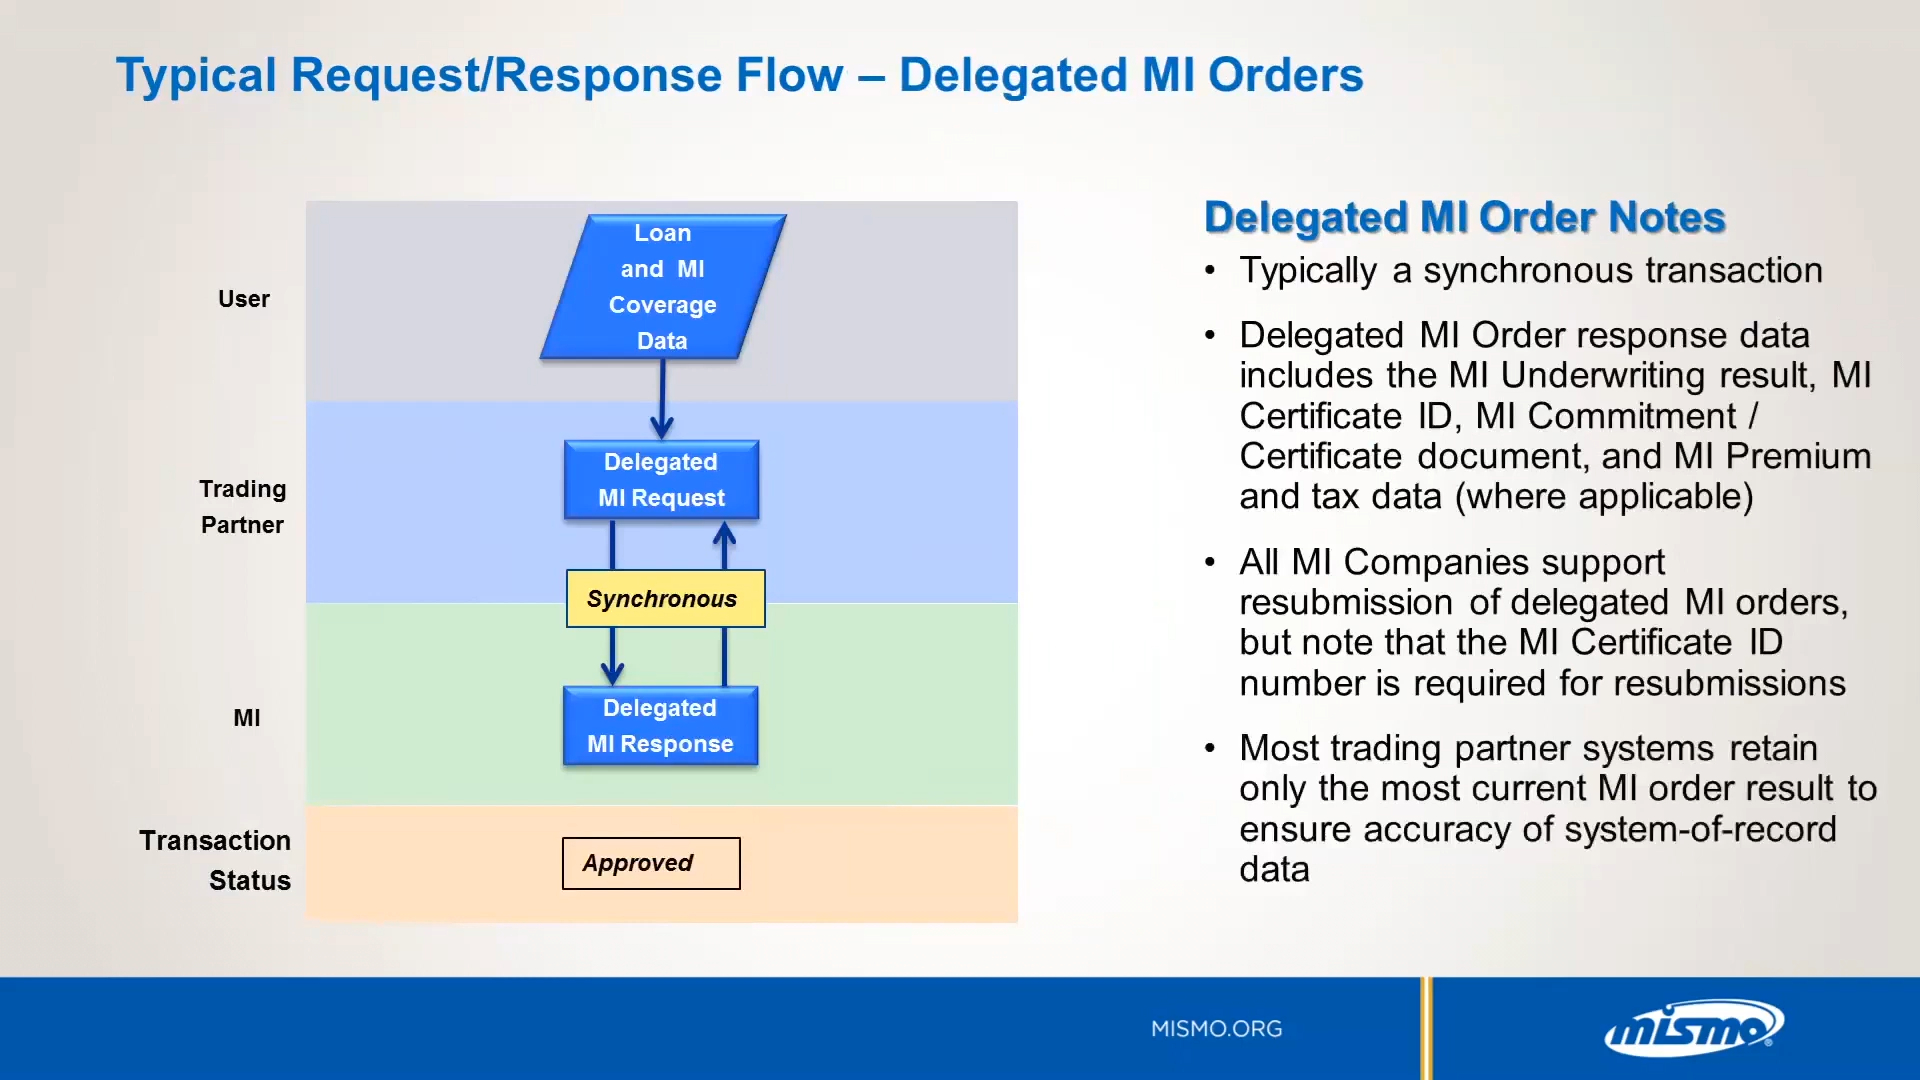 Typical Request/Response Flow – Delegated MI Orders
User
Loan
and MI
Coverage
Data
Trading
Partner
Delegated
MI Request
Synchronous
MI
Delegated
MI Response
Transaction
Status
Approved
Delegated MI Order Notes
• Typically a synchronous transaction
• Delegated MI Order response data
includes the MI Underwriting result, MI
Certificate ID, MI Commitment /
Certificate document, and MI Premium
and tax data (where applicable)
• All MI Companies support
resubmission of delegated MI orders,
but note that the MI Certificate ID
number is required for resubmissions
• Most trading partner systems retain
only the most current MI order result to
ensure accuracy of system-of-record
data
MISMO.ORG
mismo®